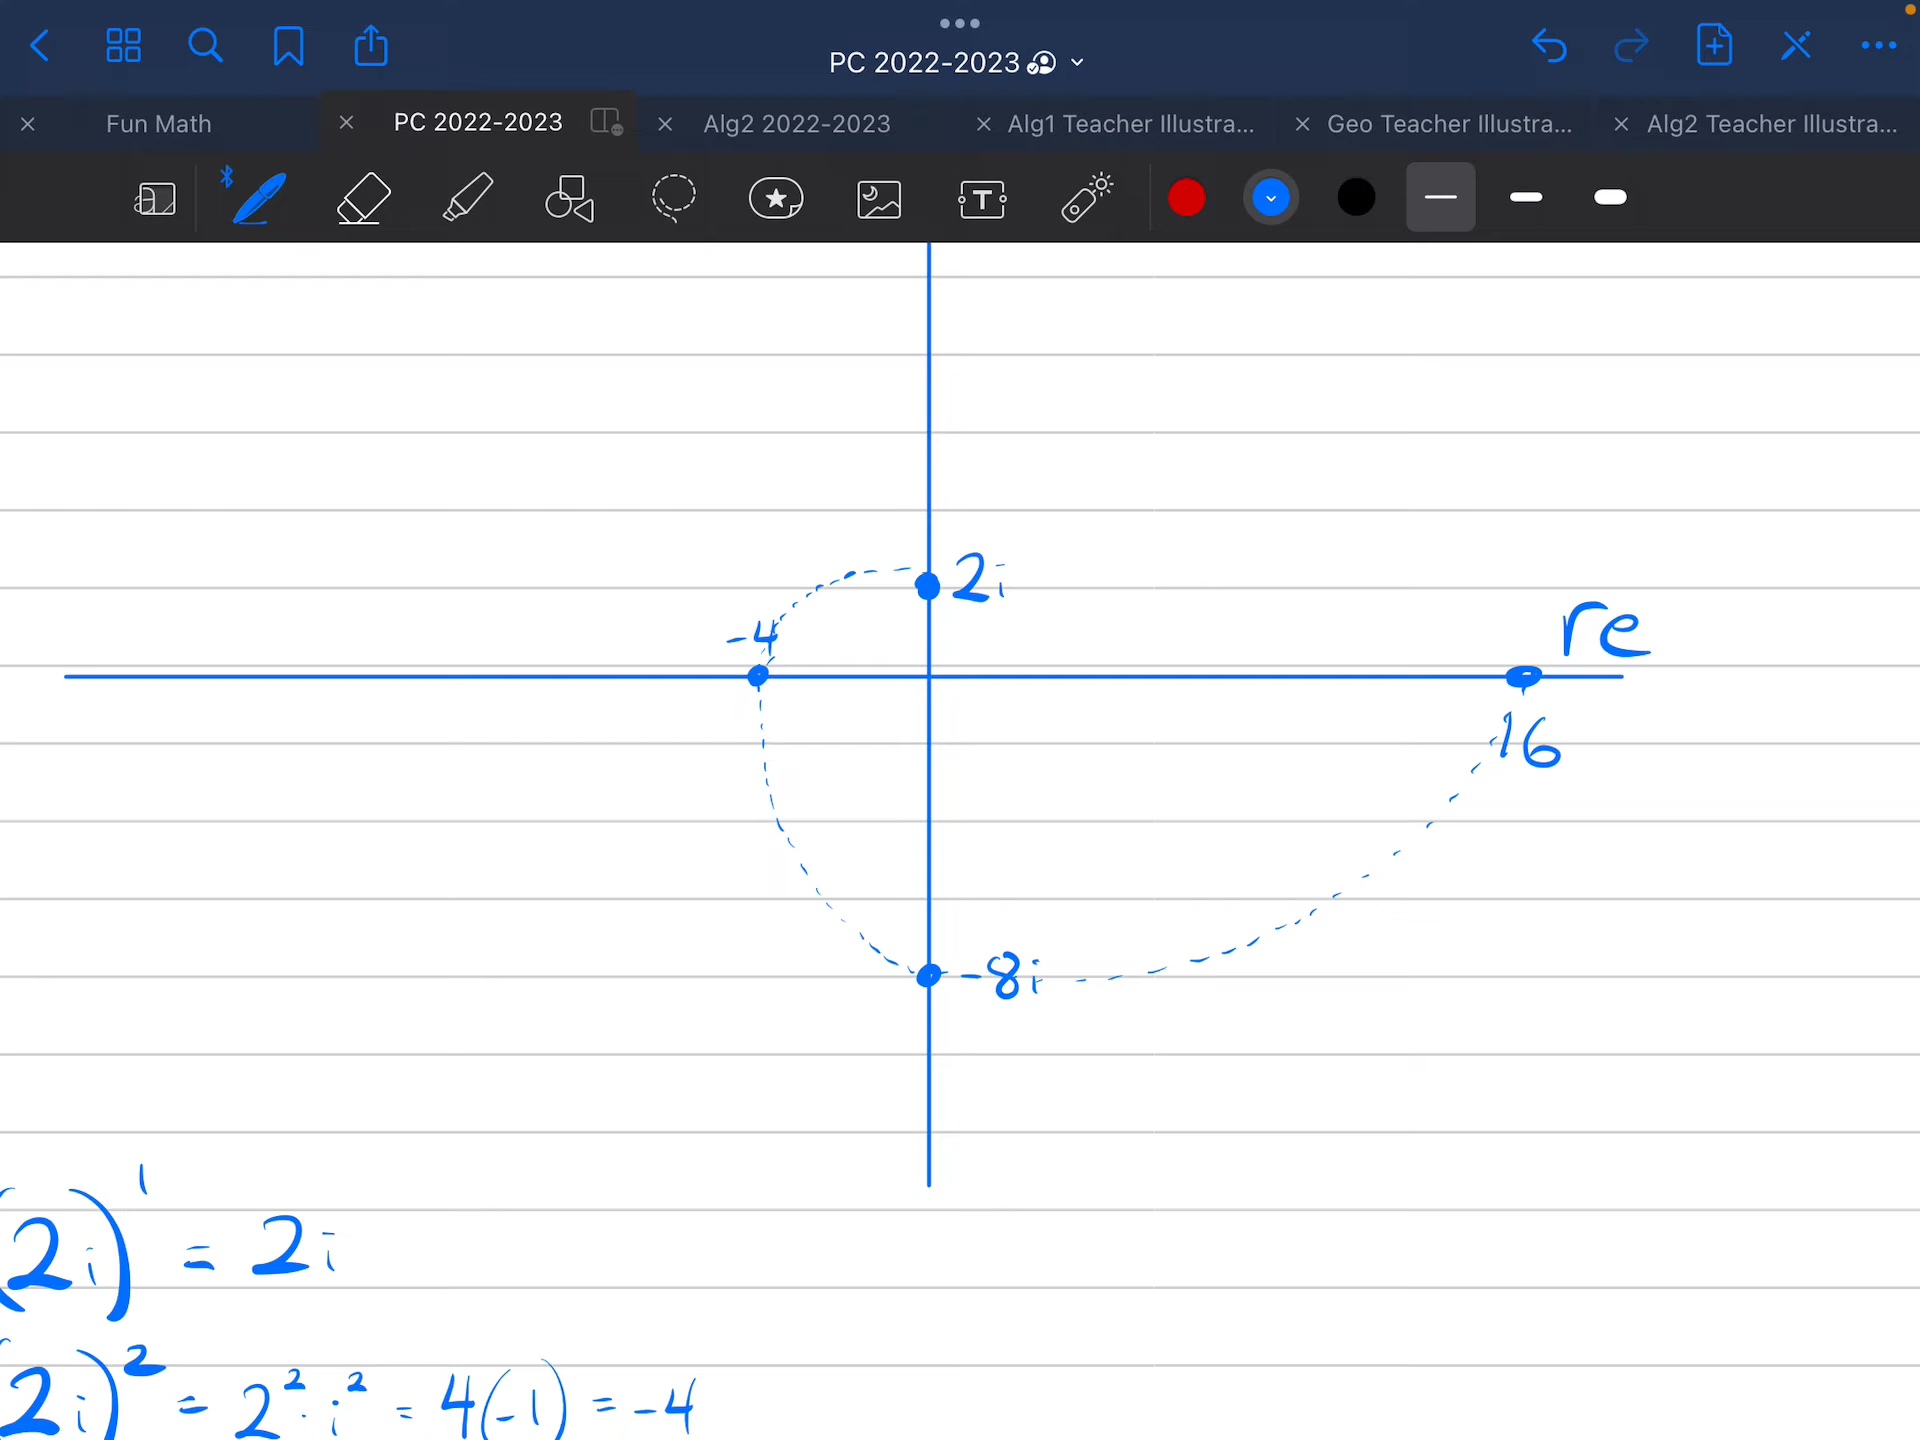 PC 2022-2023
Fun Math
PC 2022-2023
Alg2 2022-2023
Alg1 Teacher Illustra...
Geo Teacher Illustra...
Alg2 Teacher Illustra...
2i
-4
re
16
-8i
(2i)¹ = 2i
(2i)² = 2² · i² = 4(-1) = -4